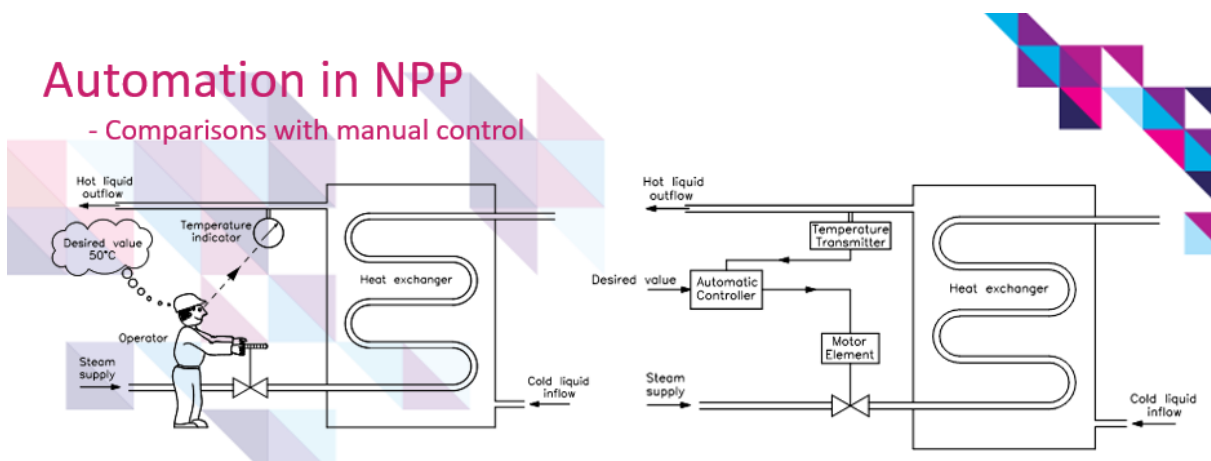 Automation in NPP
- Comparisons with manual control
Hot liquid
outflow
Desired value
50°C
Temperature
indicator
Heat exchanger
Operator
Steam
supply
Cold liquid
inflow
Hot liquid
outflow
Temperature
Transmitter
Desired value
Automatic
Controller
Heat exchanger
Motor
Element
Steam
supply
Cold liquid
inflow